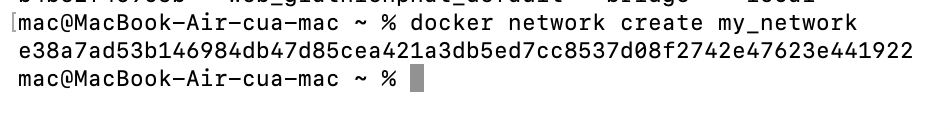 [mac@MacBook-Air-cua-mac ~ % docker network create my_network
e38a7ad53b146984db47d85cea421a3db5ed7cc8537d08f2742e47623e441922
mac@MacBook-Air-cua-mac ~ %